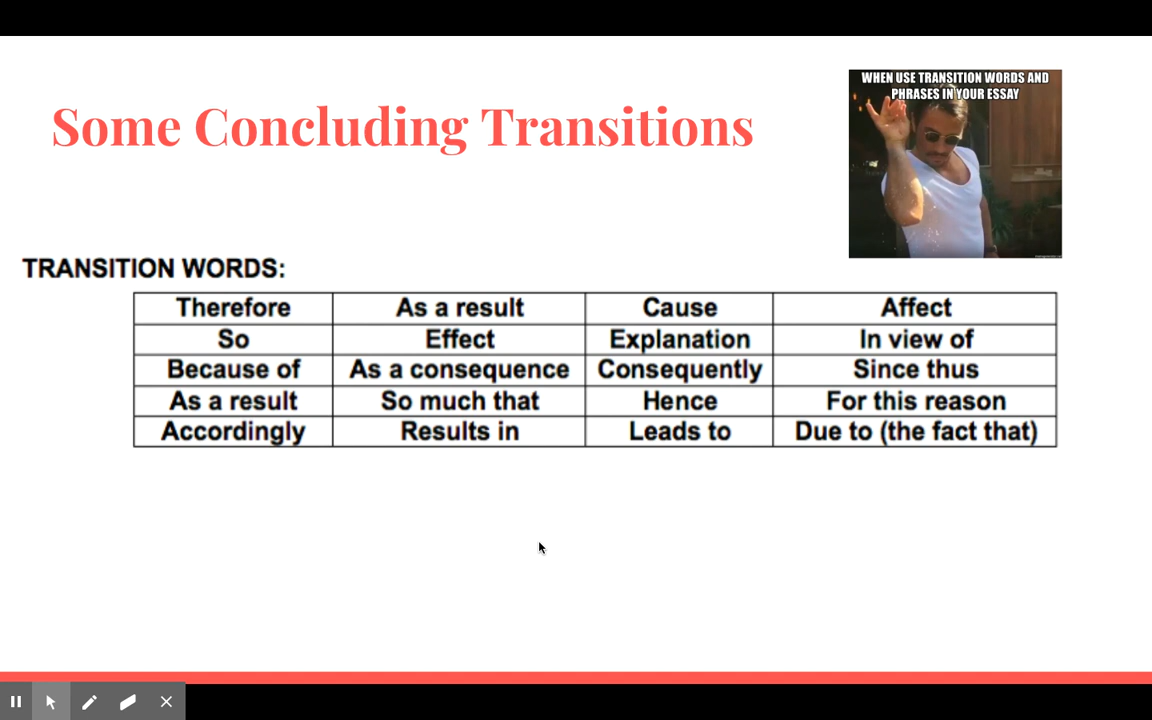 WHEN USE TRANSITION WORDS AND
PHRASES IN YOUR ESSAY
Some Concluding Transitions
TRANSITION WORDS:
Therefore As a result Cause Affect
So Effect Explanation In view of
Because of As a consequence Consequently Since thus
As a result So much that Hence For this reason
Accordingly Results in Leads to Due to (the fact that)